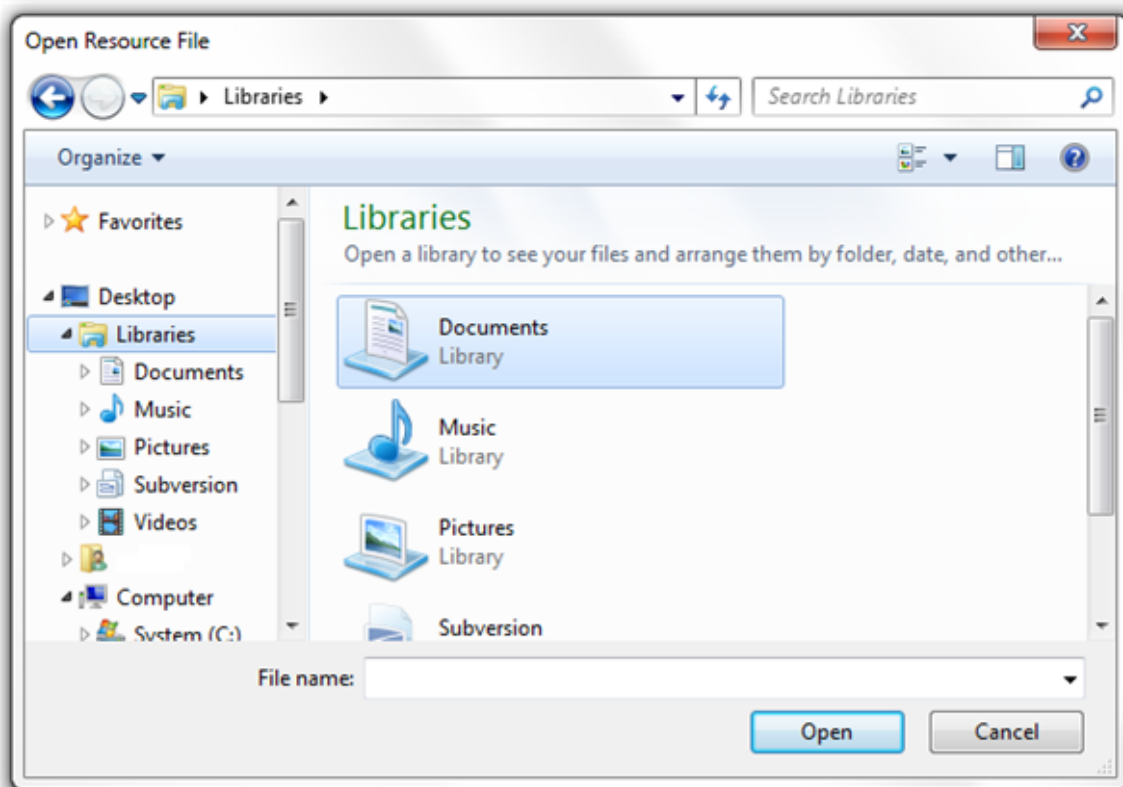 Open Resource File
Libraries
Search Libraries
Organize
Favorites
Desktop
Libraries
Documents
Music
Pictures
Subversion
Videos
Computer
System (C:)
Libraries
Open a library to see your files and arrange them by folder, date, and other...
Documents
Library
Music
Library
Pictures
Library
Subversion
File name:
Open
Cancel